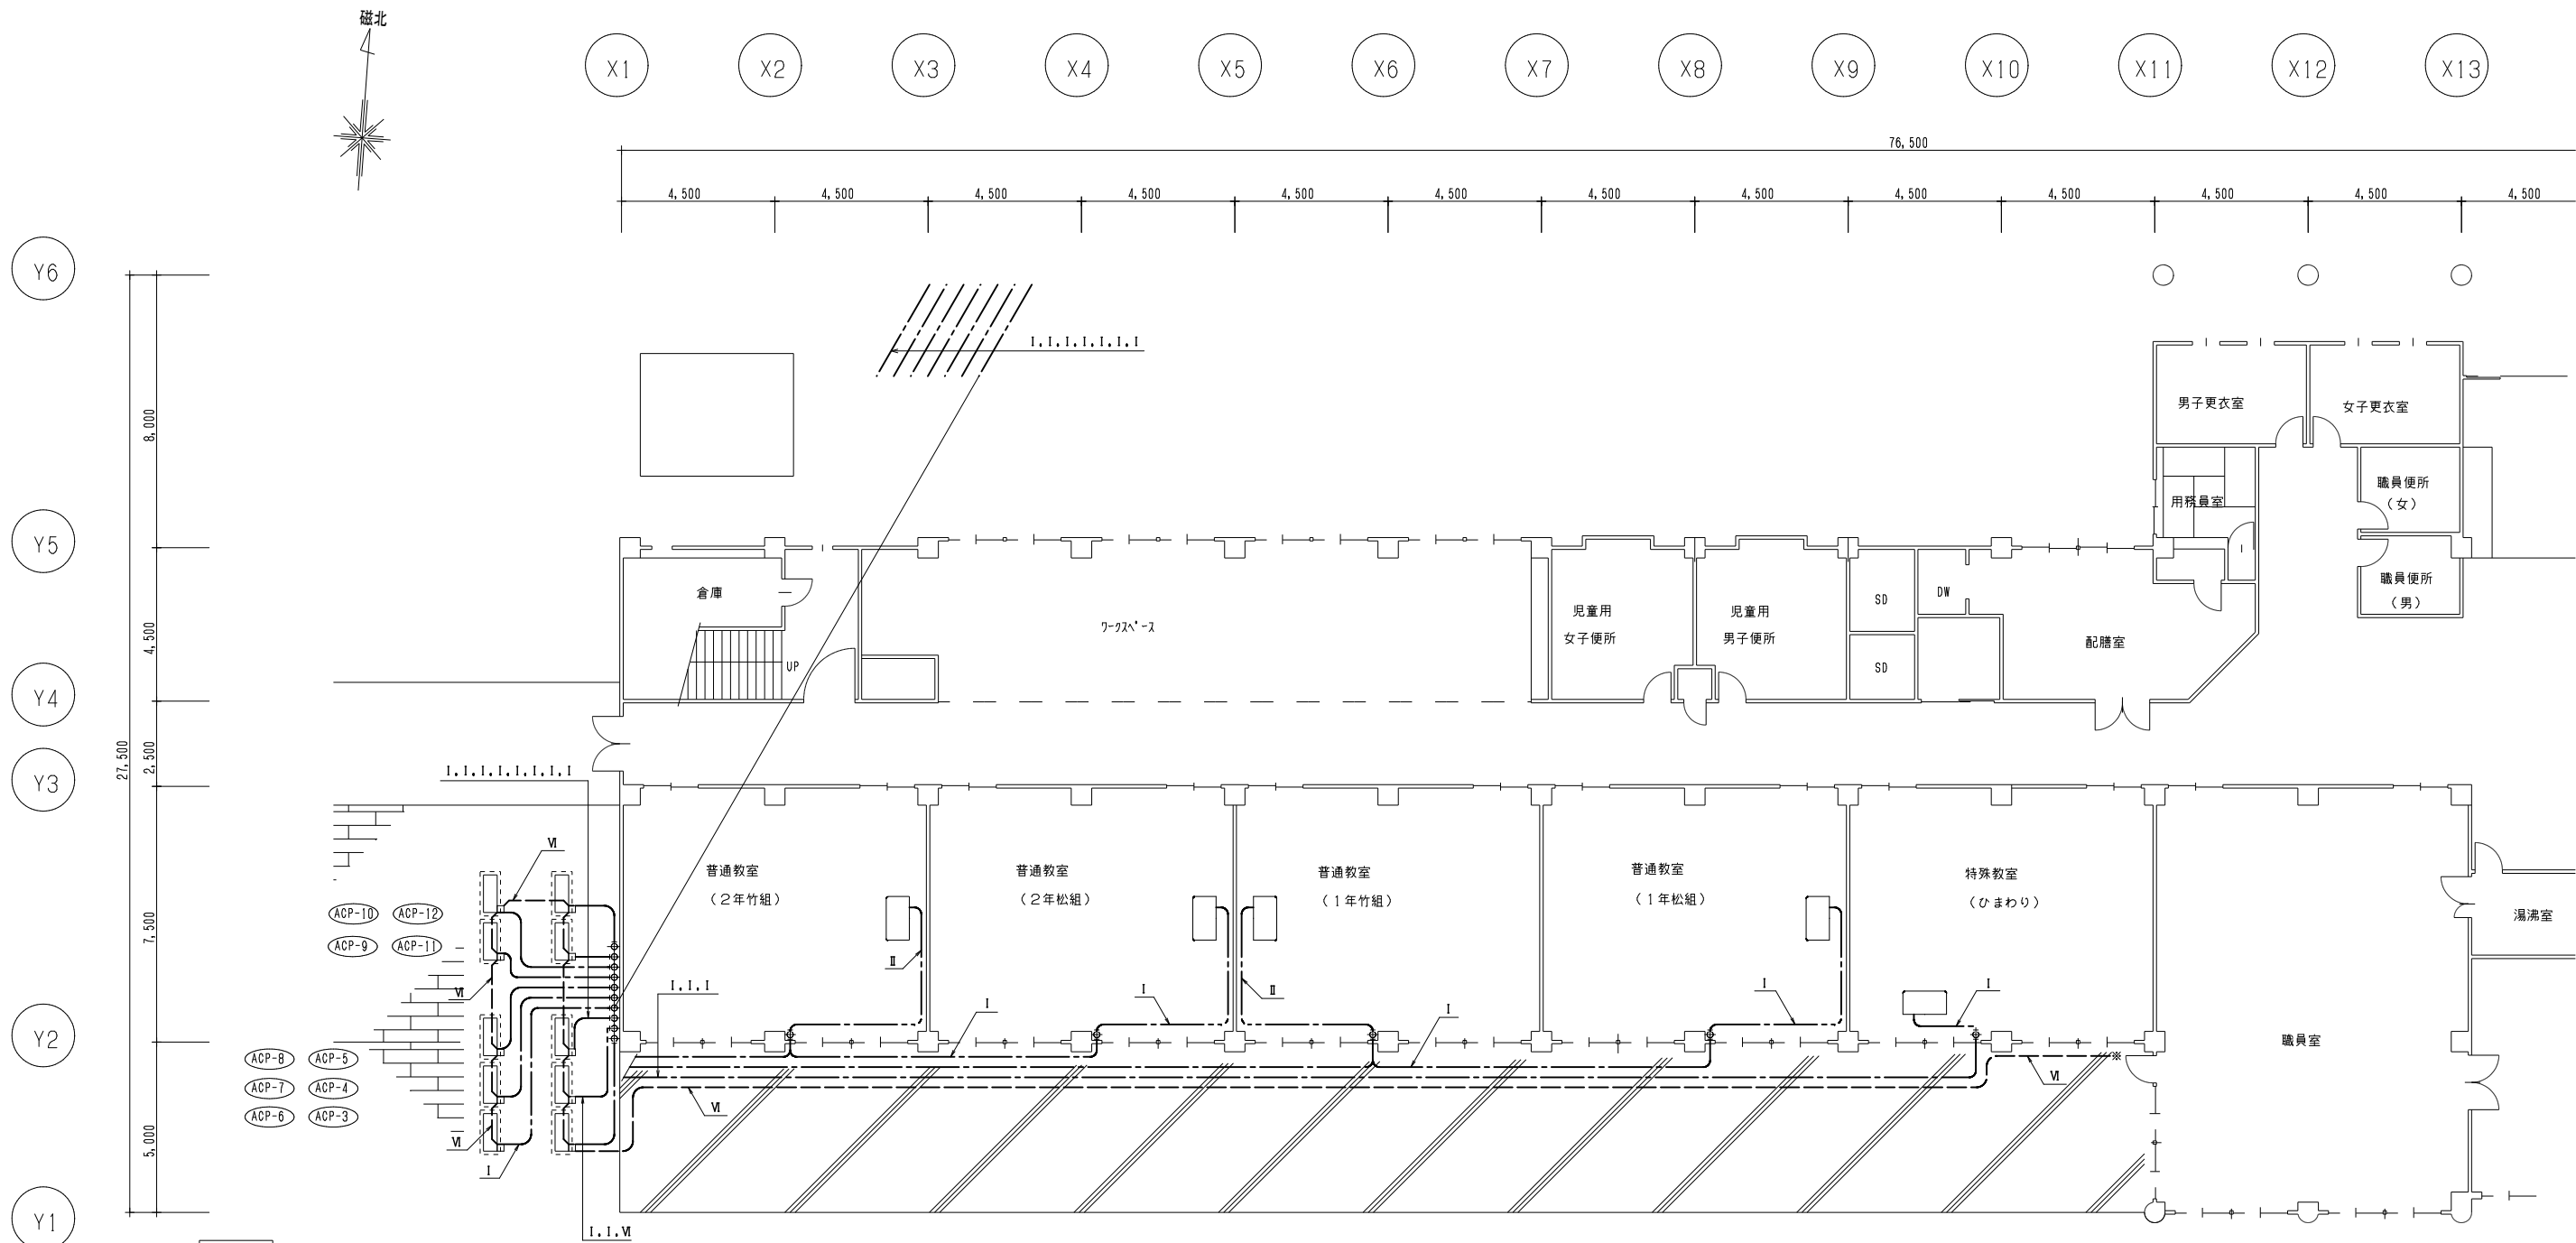 磁北
X1 X2 X3 X4 X5 X6 X7 X8 X9 X10 X11 X12 X13
76,500
4,500 4,500 4,500 4,500 4,500 4,500 4,500 4,500 4,500 4,500 4,500 4,500 4,500
Y6
I,I,I,I,I,I,I
8,000
男子更衣室
女子更衣室
用務員室
職員便所
(女)
Y5
倉庫
DW
SD
職員便所
(男)
児童用
女子便所
児童用
男子便所
ワークスペース
4,500
配膳室
UP
SD
Y4
27,500
2,500
Y3
I,I,I,I,I,I,I,I
Ⅵ
普通教室
(2年竹組)
普通教室
(2年松組)
普通教室
(1年竹組)
普通教室
(1年松組)
特殊教室
(ひまわり)
湯沸室
ACP-10 ACP-12
ACP-9 ACP-11
7,500
Ⅱ
Ⅵ
I,I,I
I
I
Ⅱ
I
I
I
Y2
職員室
※
ACP-8 ACP-5
ACP-7 ACP-4
ACP-6 ACP-3
Ⅵ
Ⅵ
Ⅵ
5,000
I
Y1
I,I,Ⅵ